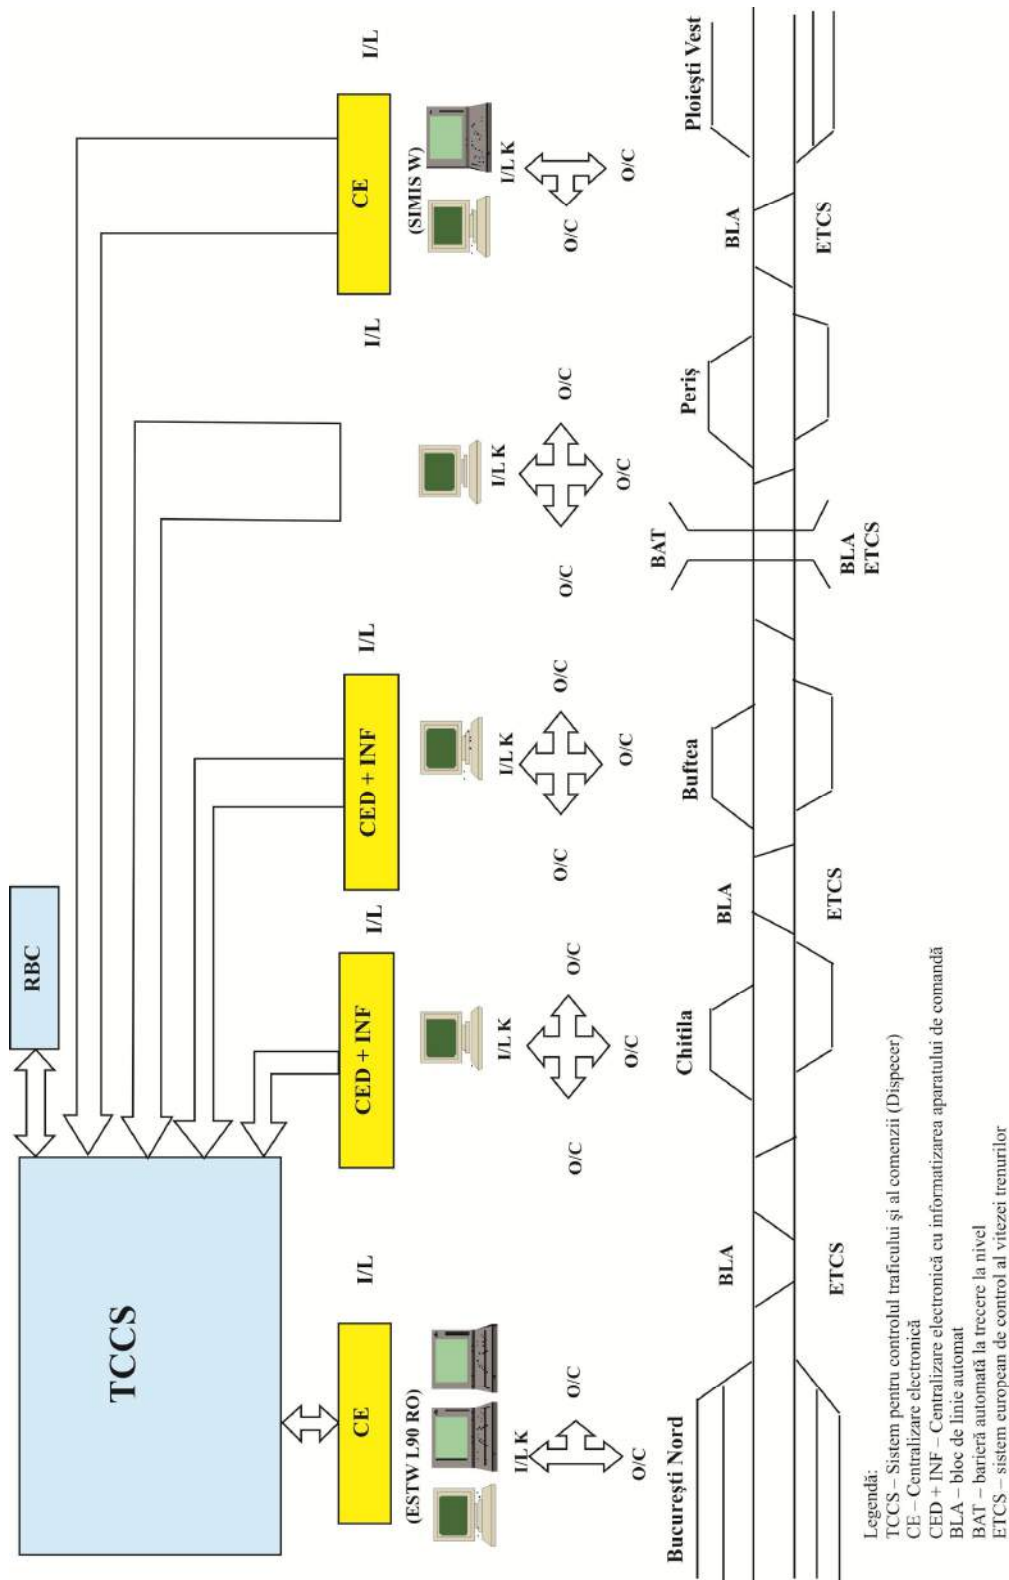 RBC
TCCS
CE
I/L
CED + INF
I/L
CED + INF
I/L
I/L
CE
I/L
(ESTW L90 RO)
(SIMIS W)
I/L K
I/L K
I/L K
I/L K
I/L K
O/C
O/C
O/C
O/C
O/C
O/C
O/C
O/C
O/C
O/C
O/C
O/C
O/C
București Nord
Chitila
Buftea
BAT
Periș
Ploiești Vest
BLA
BLA
BLA
ETCS
ETCS
BLA
ETCS
ETCS
Legendă:
TCCS – Sistem pentru controlul traficului și al comenzii (Dispecer)
CE – Centralizare electronică
CED + INF – Centralizare electronică cu informatizarea aparatului de comandă
BLA – bloc de linie automat
BAT – barieră automată la trecere la nivel
ETCS – sistem european de control al vitezei trenurilor